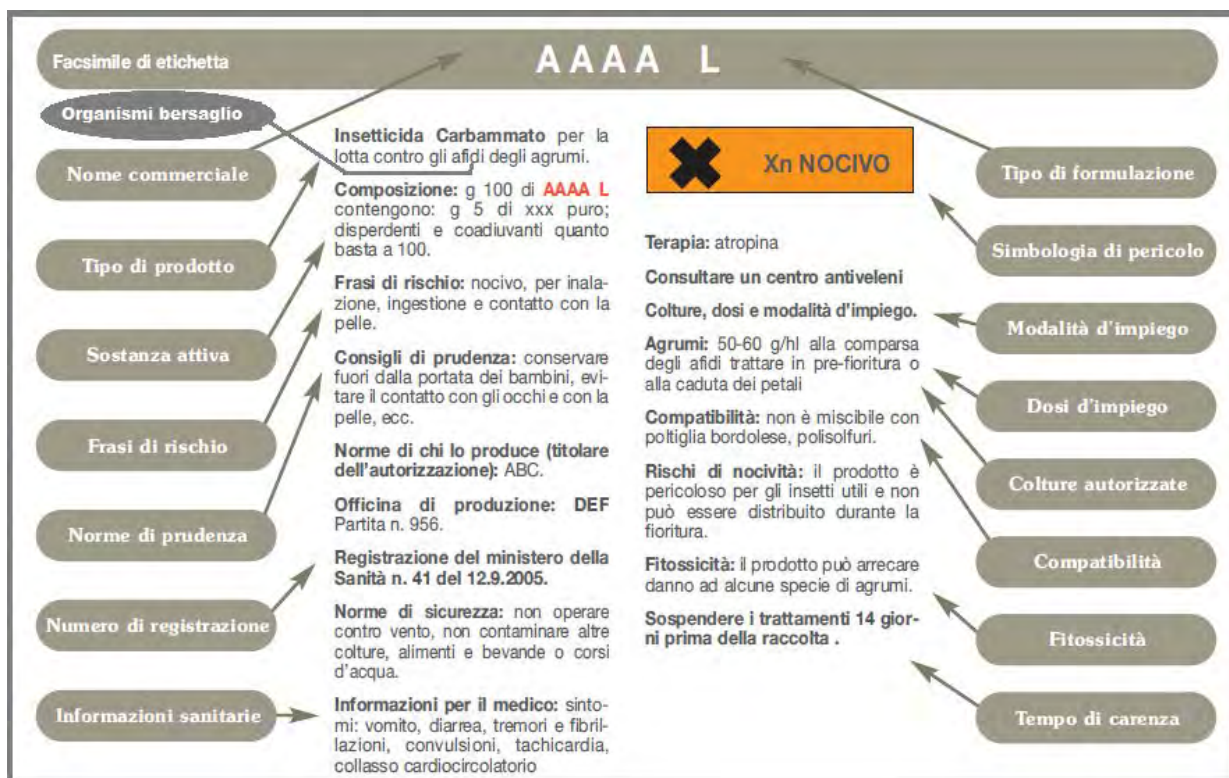 Facsimile di etichetta
AAAA L
Organismi bersaglio
Nome commerciale
Tipo di prodotto
Sostanza attiva
Frasi di rischio
Norme di prudenza
Numero di registrazione
Informazioni sanitarie
Insetticida Carbammato per la
lotta contro gli afidi degli agrumi.
Composizione: g 100 di AAAA L
contengono: g 5 di xxx puro;
disperdenti e coadiuvanti quanto
basta a 100.
Frasi di rischio: nocivo, per inala-
zione, ingestione e contatto con la
pelle.
Consigli di prudenza: conservare
fuori dalla portata dei bambini, evi-
tare il contatto con gli occhi e con la
pelle, ecc.
Norme di chi lo produce (titolare
dell'autorizzazione): ABC.
Officina di produzione: DEF
Partita n. 956.
Registrazione del ministero della
Sanità n. 41 del 12.9.2005.
Norme di sicurezza: non operare
contro vento, non contaminare altre
colture, alimenti e bevande o corsi
d'acqua.
Informazioni per il medico: sinto-
mi: vomito, diarrea, tremori e fibril-
lazioni, convulsioni, tachicardia,
collasso cardiocircolatorio
Xn NOCIVO
Terapia: atropina
Consultare un centro antiveleni
Colture, dosi e modalità d'impiego.
Agrumi: 50-60 g/hl alla comparsa
degli afidi trattare in pre-fioritura o
alla caduta dei petali
Compatibilità: non è miscibile con
poltiglia bordolese, polisolfuri.
Rischi di nocività: il prodotto è
pericoloso per gli insetti utili e non
può essere distribuito durante la
fioritura.
Fitossicità: il prodotto può arrecare
danno ad alcune specie di agrumi.
Sospendere i trattamenti 14 gior-
ni prima della raccolta .
Tipo di formulazione
Simbologia di pericolo
Modalità d'impiego
Dosi d'impiego
Colture autorizzate
Compatibilità
Fitossicità
Tempo di carenza